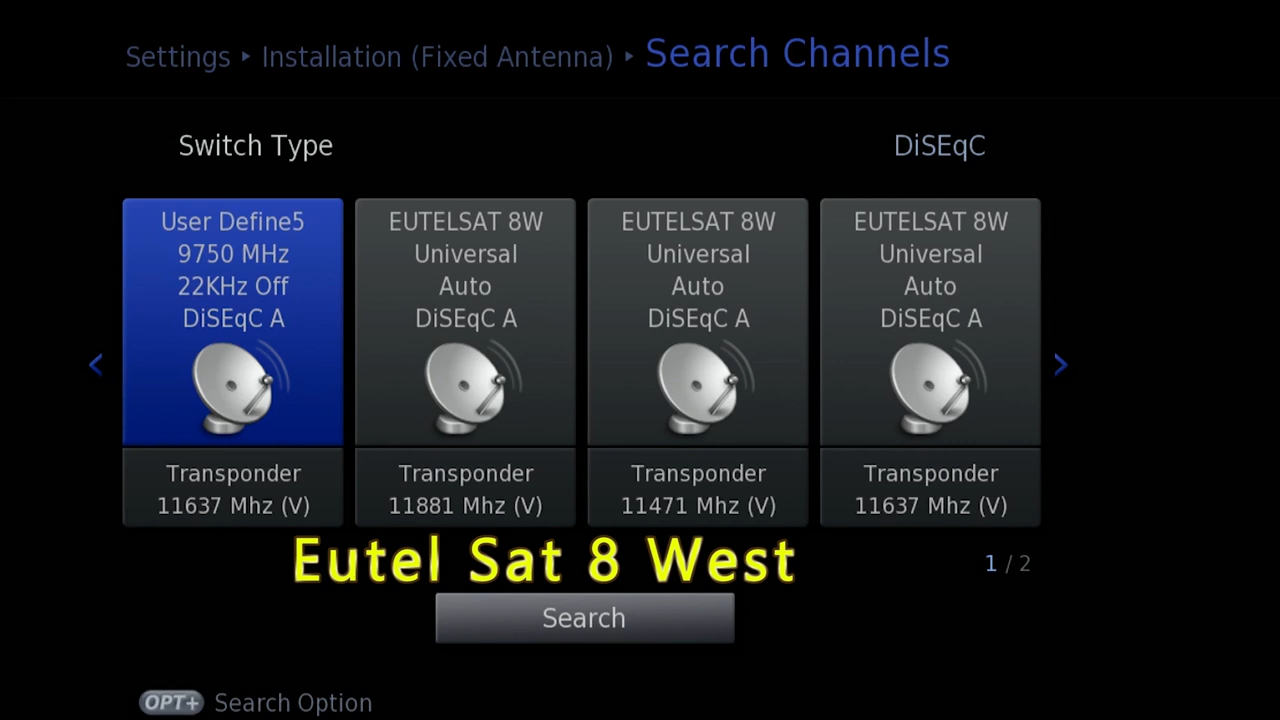 Settings ▸ Installation (Fixed Antenna) ▸ Search Channels
Switch Type DiSEqC
User Define5
9750 MHz
22KHz Off
DiSEqC A
Transponder
11637 Mhz (V)
EUTELSAT 8W
Universal
Auto
DiSEqC A
Transponder
11881 Mhz (V)
EUTELSAT 8W
Universal
Auto
DiSEqC A
Transponder
11471 Mhz (V)
EUTELSAT 8W
Universal
Auto
DiSEqC A
Transponder
11637 Mhz (V)
Eutel Sat 8 West
1 / 2
Search
OPT+ Search Option